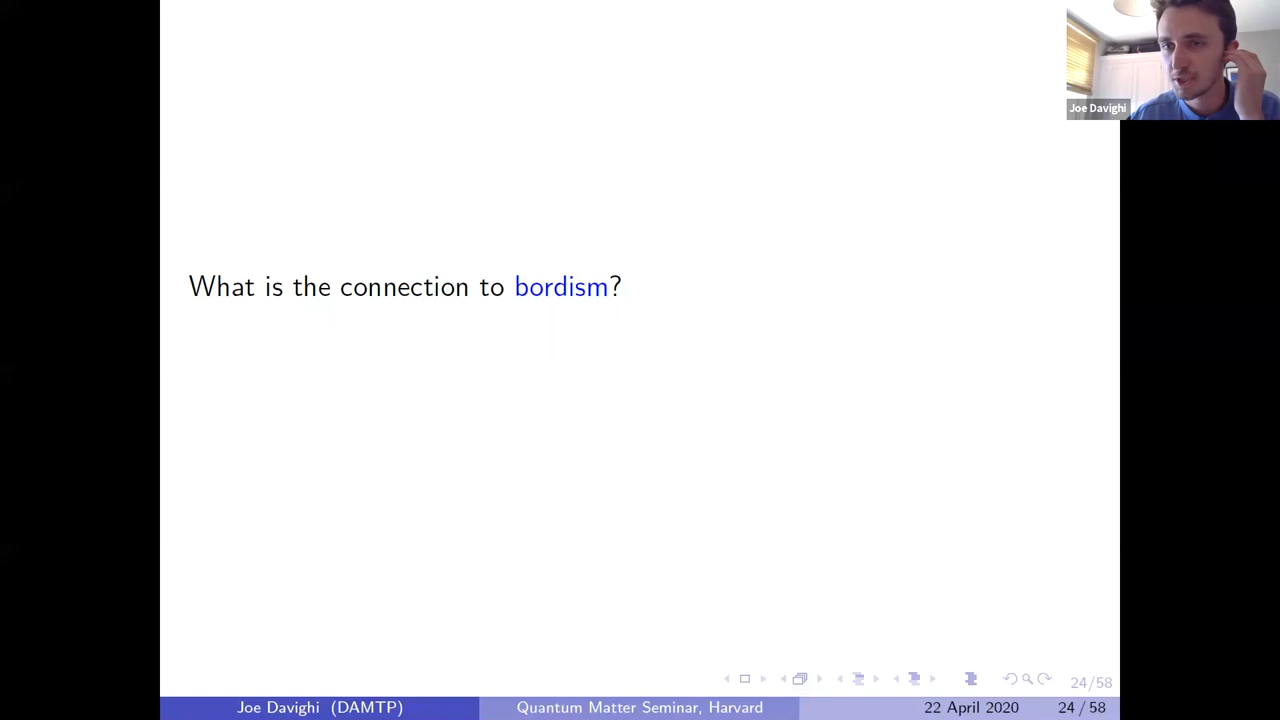 Joe Davighi
What is the connection to bordism?
24/58
Joe Davighi (DAMTP) Quantum Matter Seminar, Harvard 22 April 2020 24 / 58